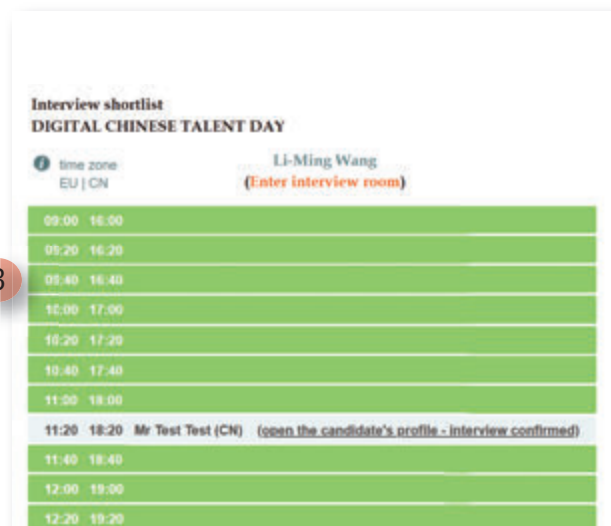 Interview shortlist
DIGITAL CHINESE TALENT DAY
i time zone
EU | CN
Li-Ming Wang
(Enter interview room)
09:00 16:00
09:20 16:20
3
09:40 16:40
10:00 17:00
10:20 17:20
10:40 17:40
11:00 18:00
11:20 18:20 Mr Test Test (CN) (open the candidate's profile - interview confirmed)
11:40 18:40
12:00 19:00
12:20 19:20